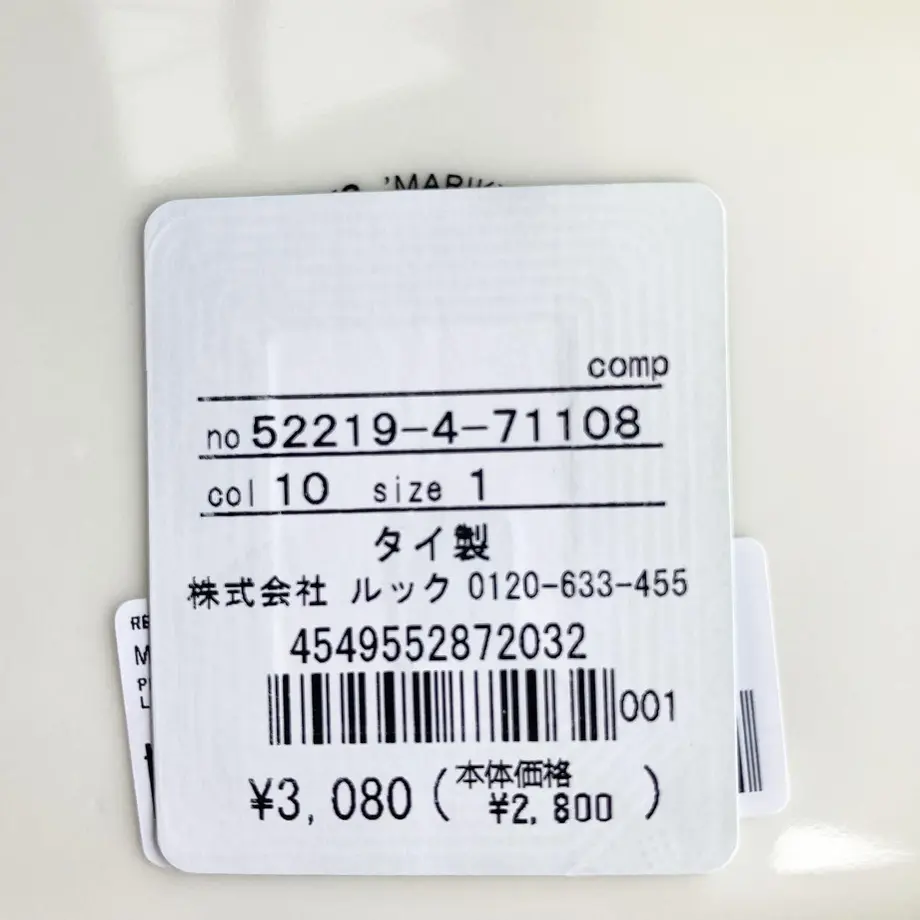 comp
no 52219-4-71108
col 10 size 1
タイ製
株式会社 ルック 0120-633-455
4549552872032
001
¥3,080(本体価格 ¥2,800)